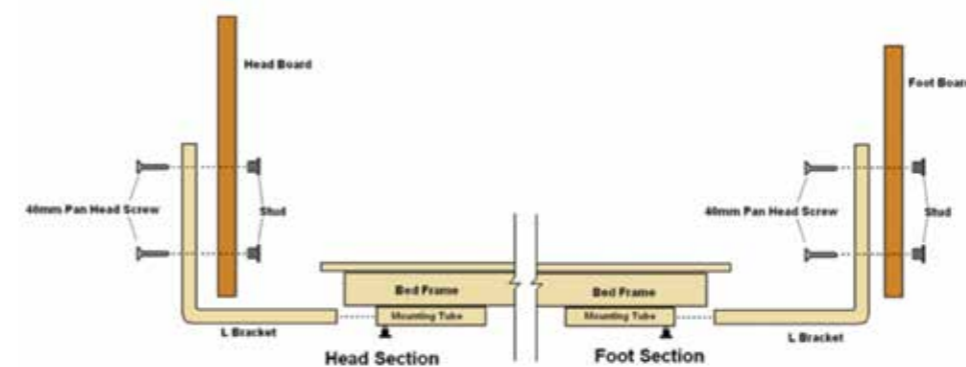 Head Board
Foot Board
40mm Pan Head Screw
Stud
40mm Pan Head Screw
Stud
Bed Frame
Bed Frame
Mounting Tube
Mounting Tube
L Bracket
L Bracket
Head Section
Foot Section